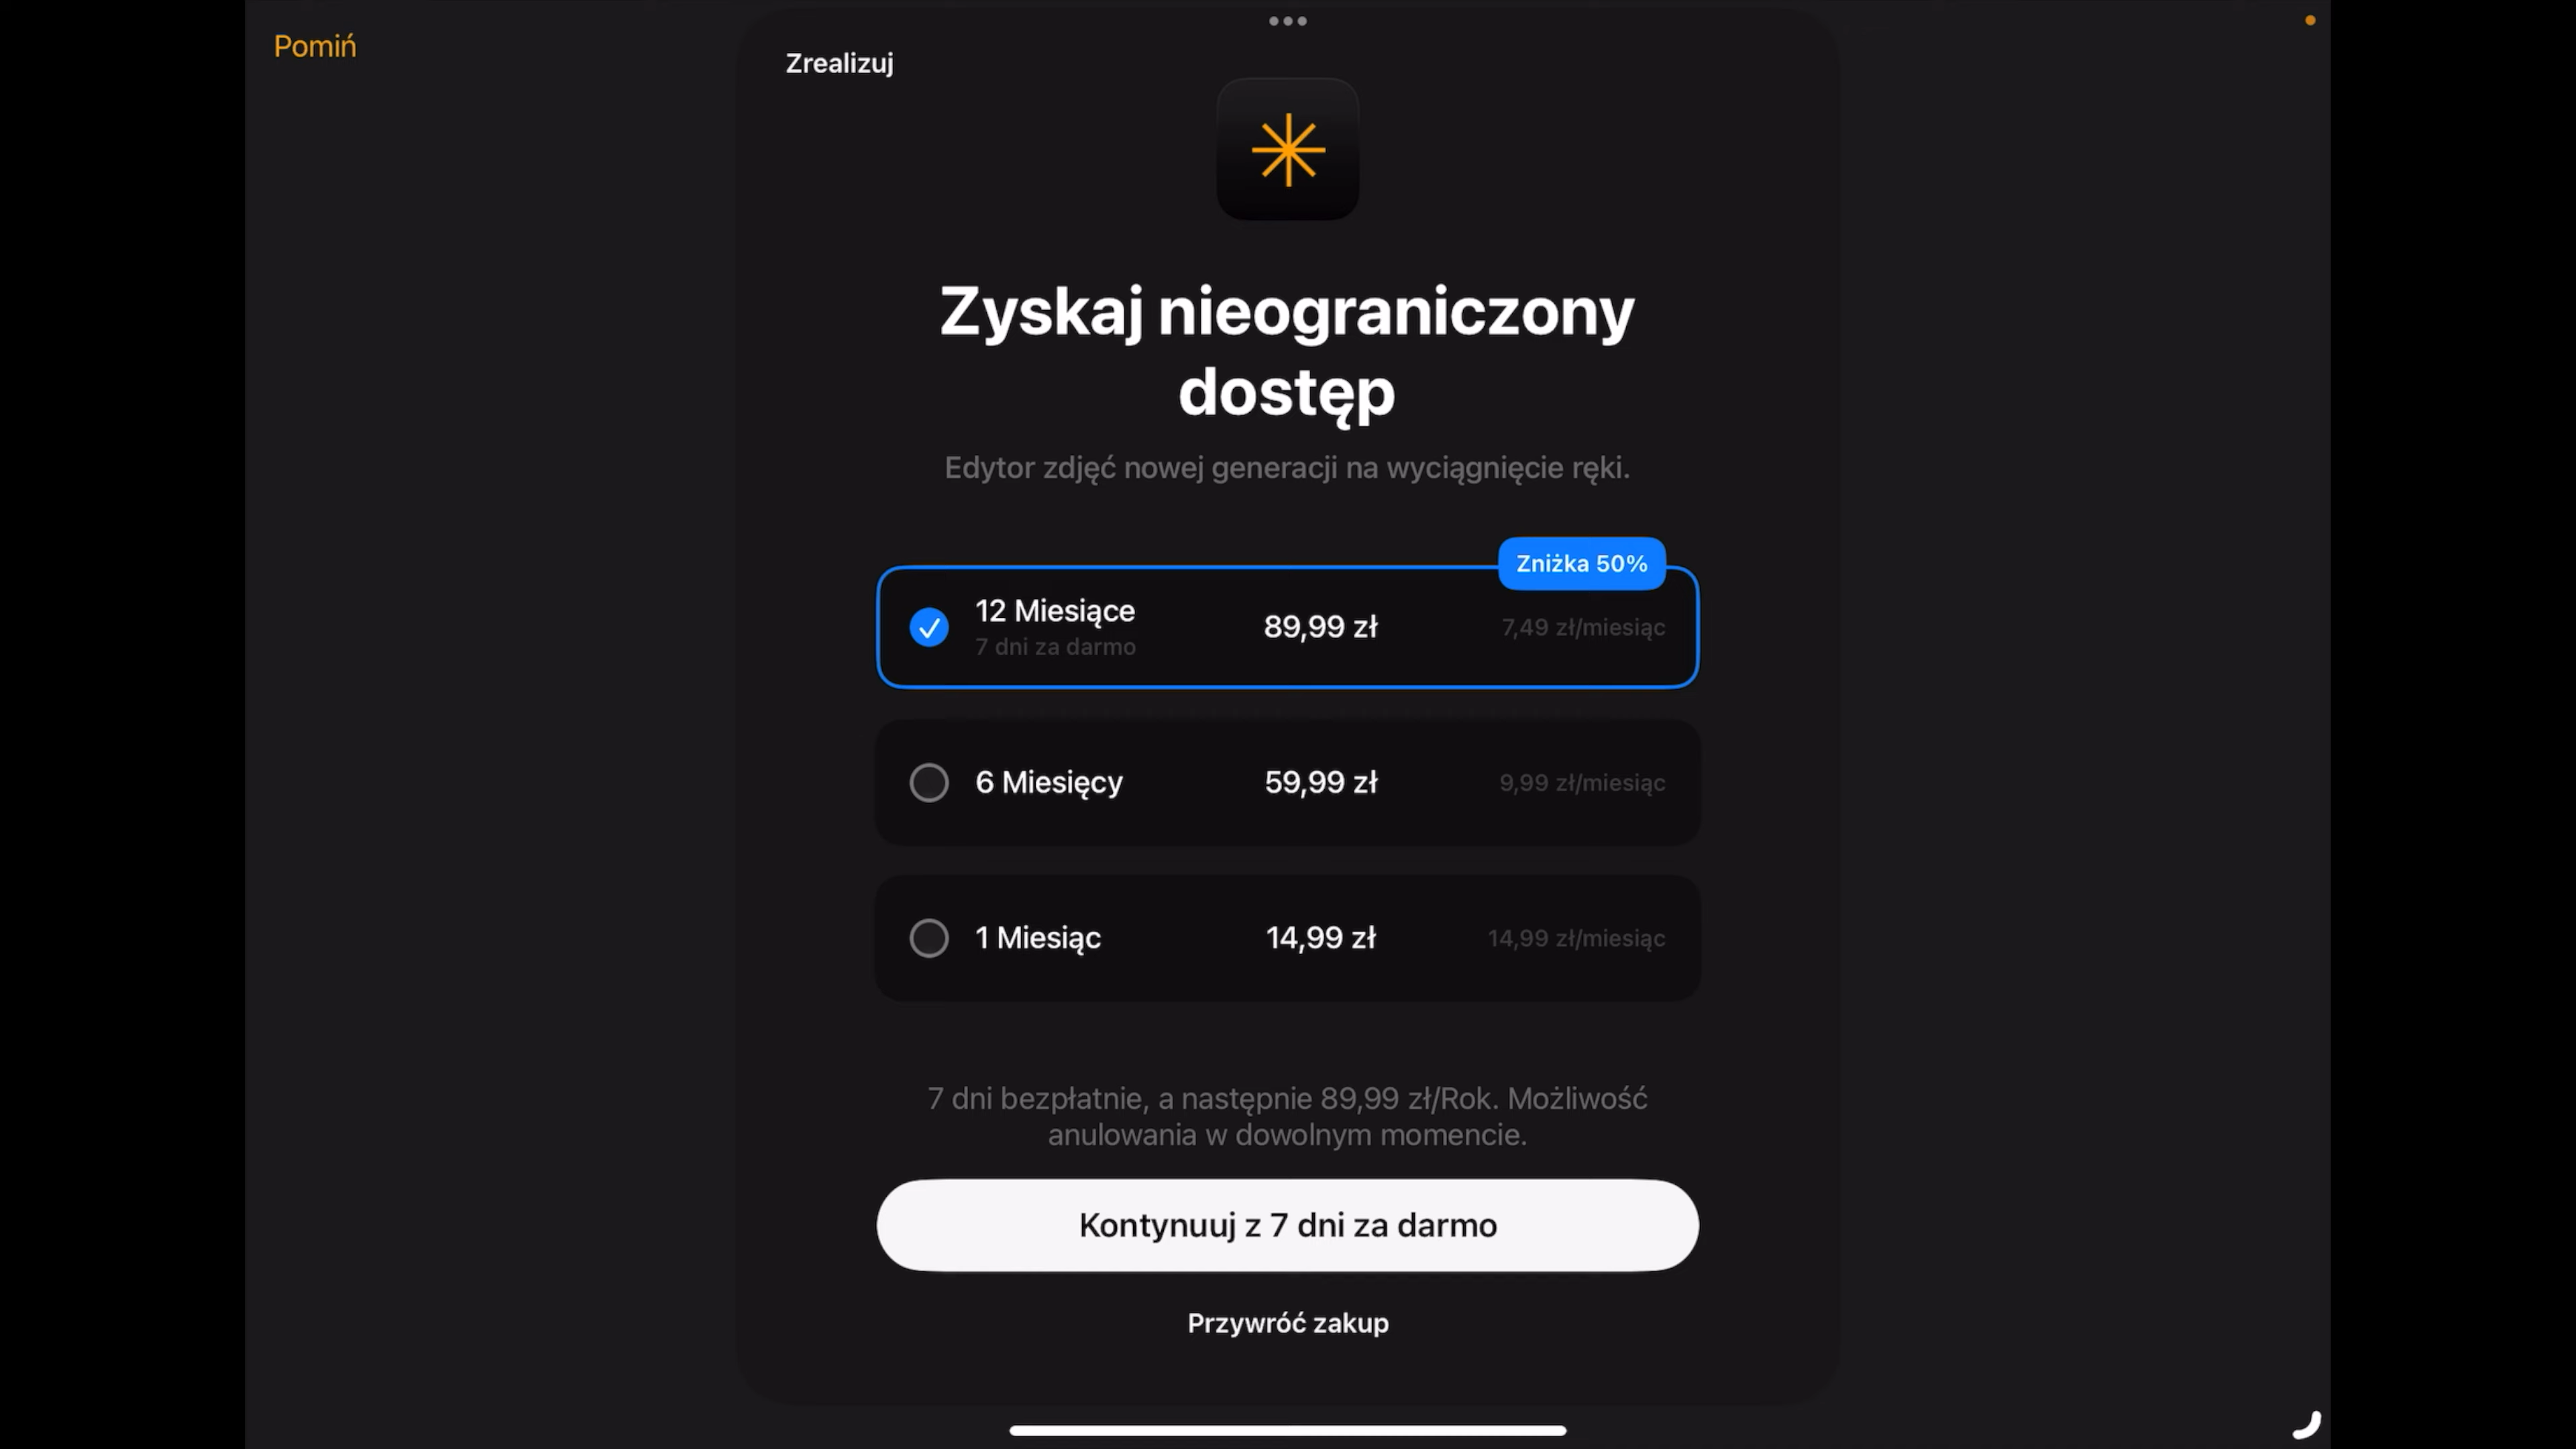 Pomiń
Zrealizuj
Zyskaj nieograniczony
dostęp
Edytor zdjęć nowej generacji na wyciągnięcie ręki.
Zniżka 50%
12 Miesiące
89,99 zł
7,49 zł/miesiąc
7 dni za darmo
6 Miesięcy
59,99 zł
9,99 zł/miesiąc
1 Miesiąc
14,99 zł
14,99 zł/miesiąc
7 dni bezpłatnie, a następnie 89,99 zł/Rok. Możliwość
anulowania w dowolnym momencie.
Kontynuuj z 7 dni za darmo
Przywróć zakup